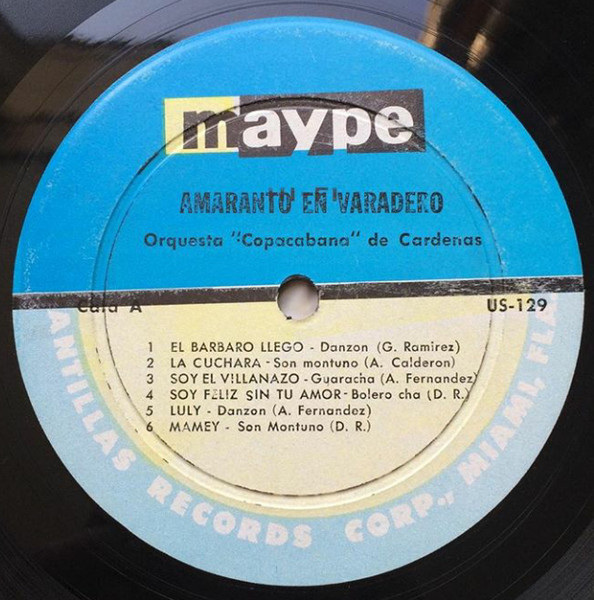 maype
AMARANTO EN VARADERO
Orquesta "Copacabana" de Cardenas
Cara A
US-129
1 EL BARBARO LLEGO - Danzon (G. Ramirez)
2 LA CUCHARA - Son montuno (A. Calderon)
3 SOY EL VILLANAZO - Guaracha (A. Fernandez)
4 SOY FELIZ SIN TU AMOR - Bolero cha (D. R.)
5 LULY - Danzon (A. Fernandez)
6 MAMEY - Son Montuno (D. R.)
ANTILLAS RECORDS CORP., MIAMI, FLA